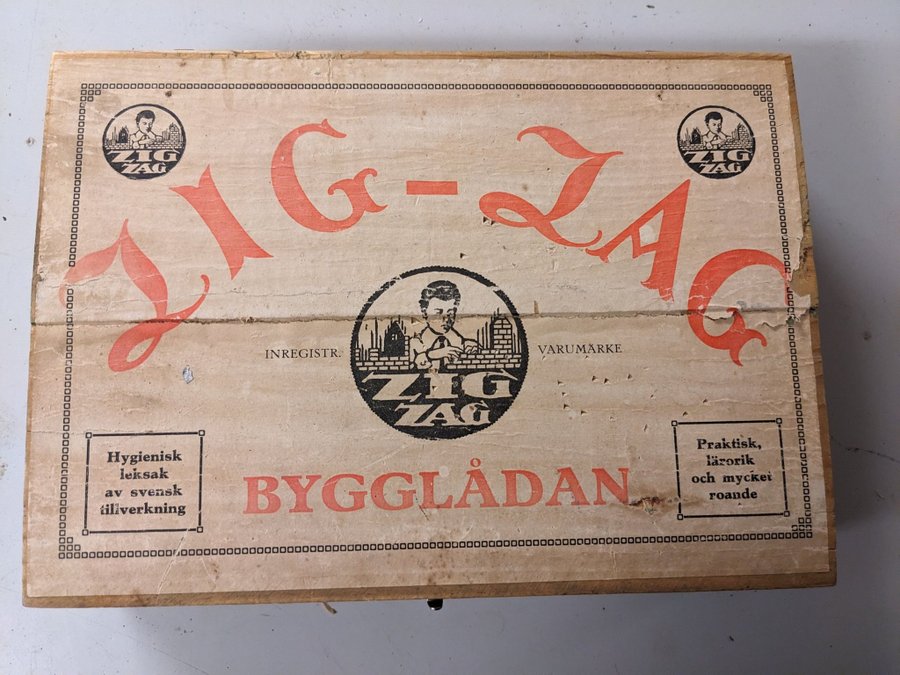 ZIG
ZAG
ZIG
ZAG
ZIG-ZAG
INREGISTR. VARUMÄRKE
ZIG
ZAG
BYGGLÅDAN
Hygienisk
leksak
av svensk
tillverkning
Praktisk,
lärorik
och mycket
roande